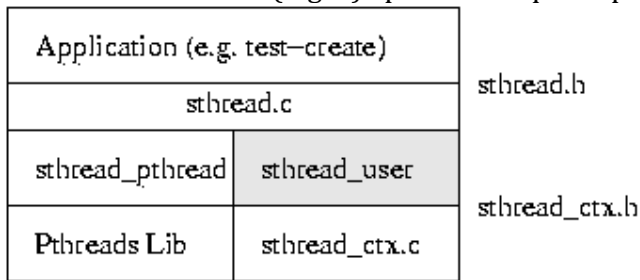 Application (e.g. test-create)
sthread.h
sthread.c
sthread_pthread sthread_user
sthread_ctx.h
Pthreads Lib sthread_ctx.c